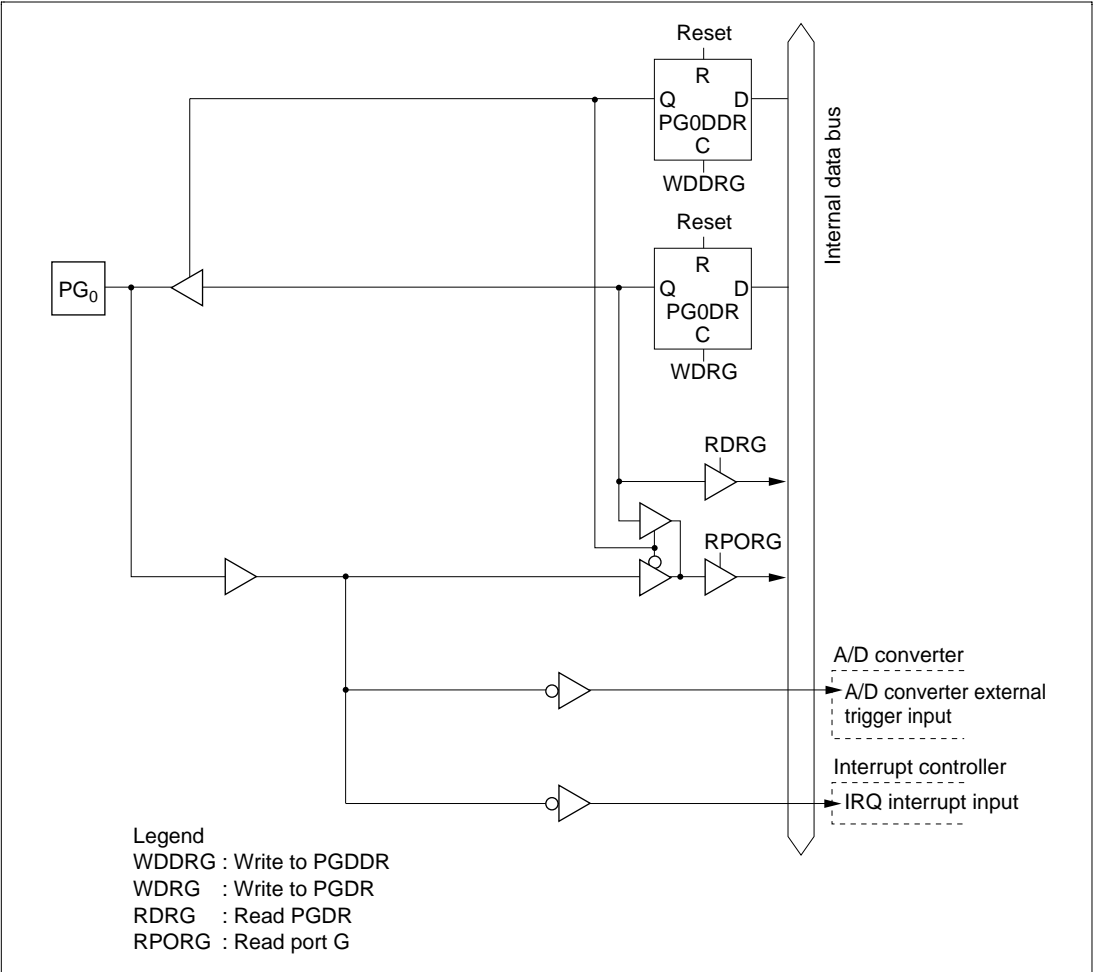 Reset
R
Q D
PG0DDR
C
WDDRG
Internal data bus
Reset
R
Q D
PG0DR
C
WDRG
PG0
RDRG
RPORG
A/D converter
A/D converter external
trigger input
Interrupt controller
IRQ interrupt input
Legend
WDDRG : Write to PGDDR
WDRG : Write to PGDR
RDRG : Read PGDR
RPORG : Read port G